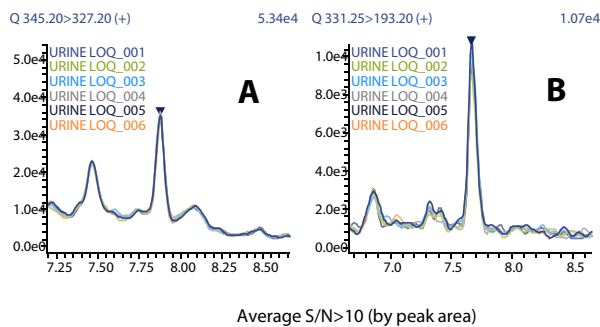 Q 345.20>327.20 (+) 5.34e4
URINE LOQ_001
URINE LOQ_002
URINE LOQ_003
URINE LOQ_004
URINE LOQ_005
URINE LOQ_006
A
5.0e4
4.0e4
3.0e4
2.0e4
1.0e4
0.0e0
7.25 7.50 7.75 8.00 8.25 8.50
Q 331.25>193.20 (+) 1.07e4
URINE LOQ_001
URINE LOQ_002
URINE LOQ_003
URINE LOQ_004
URINE LOQ_005
URINE LOQ_006
B
1.0e4
8.0e3
6.0e3
4.0e3
2.0e3
0.0e0
7.0 7.5 8.0 8.5
Average S/N>10 (by peak area)